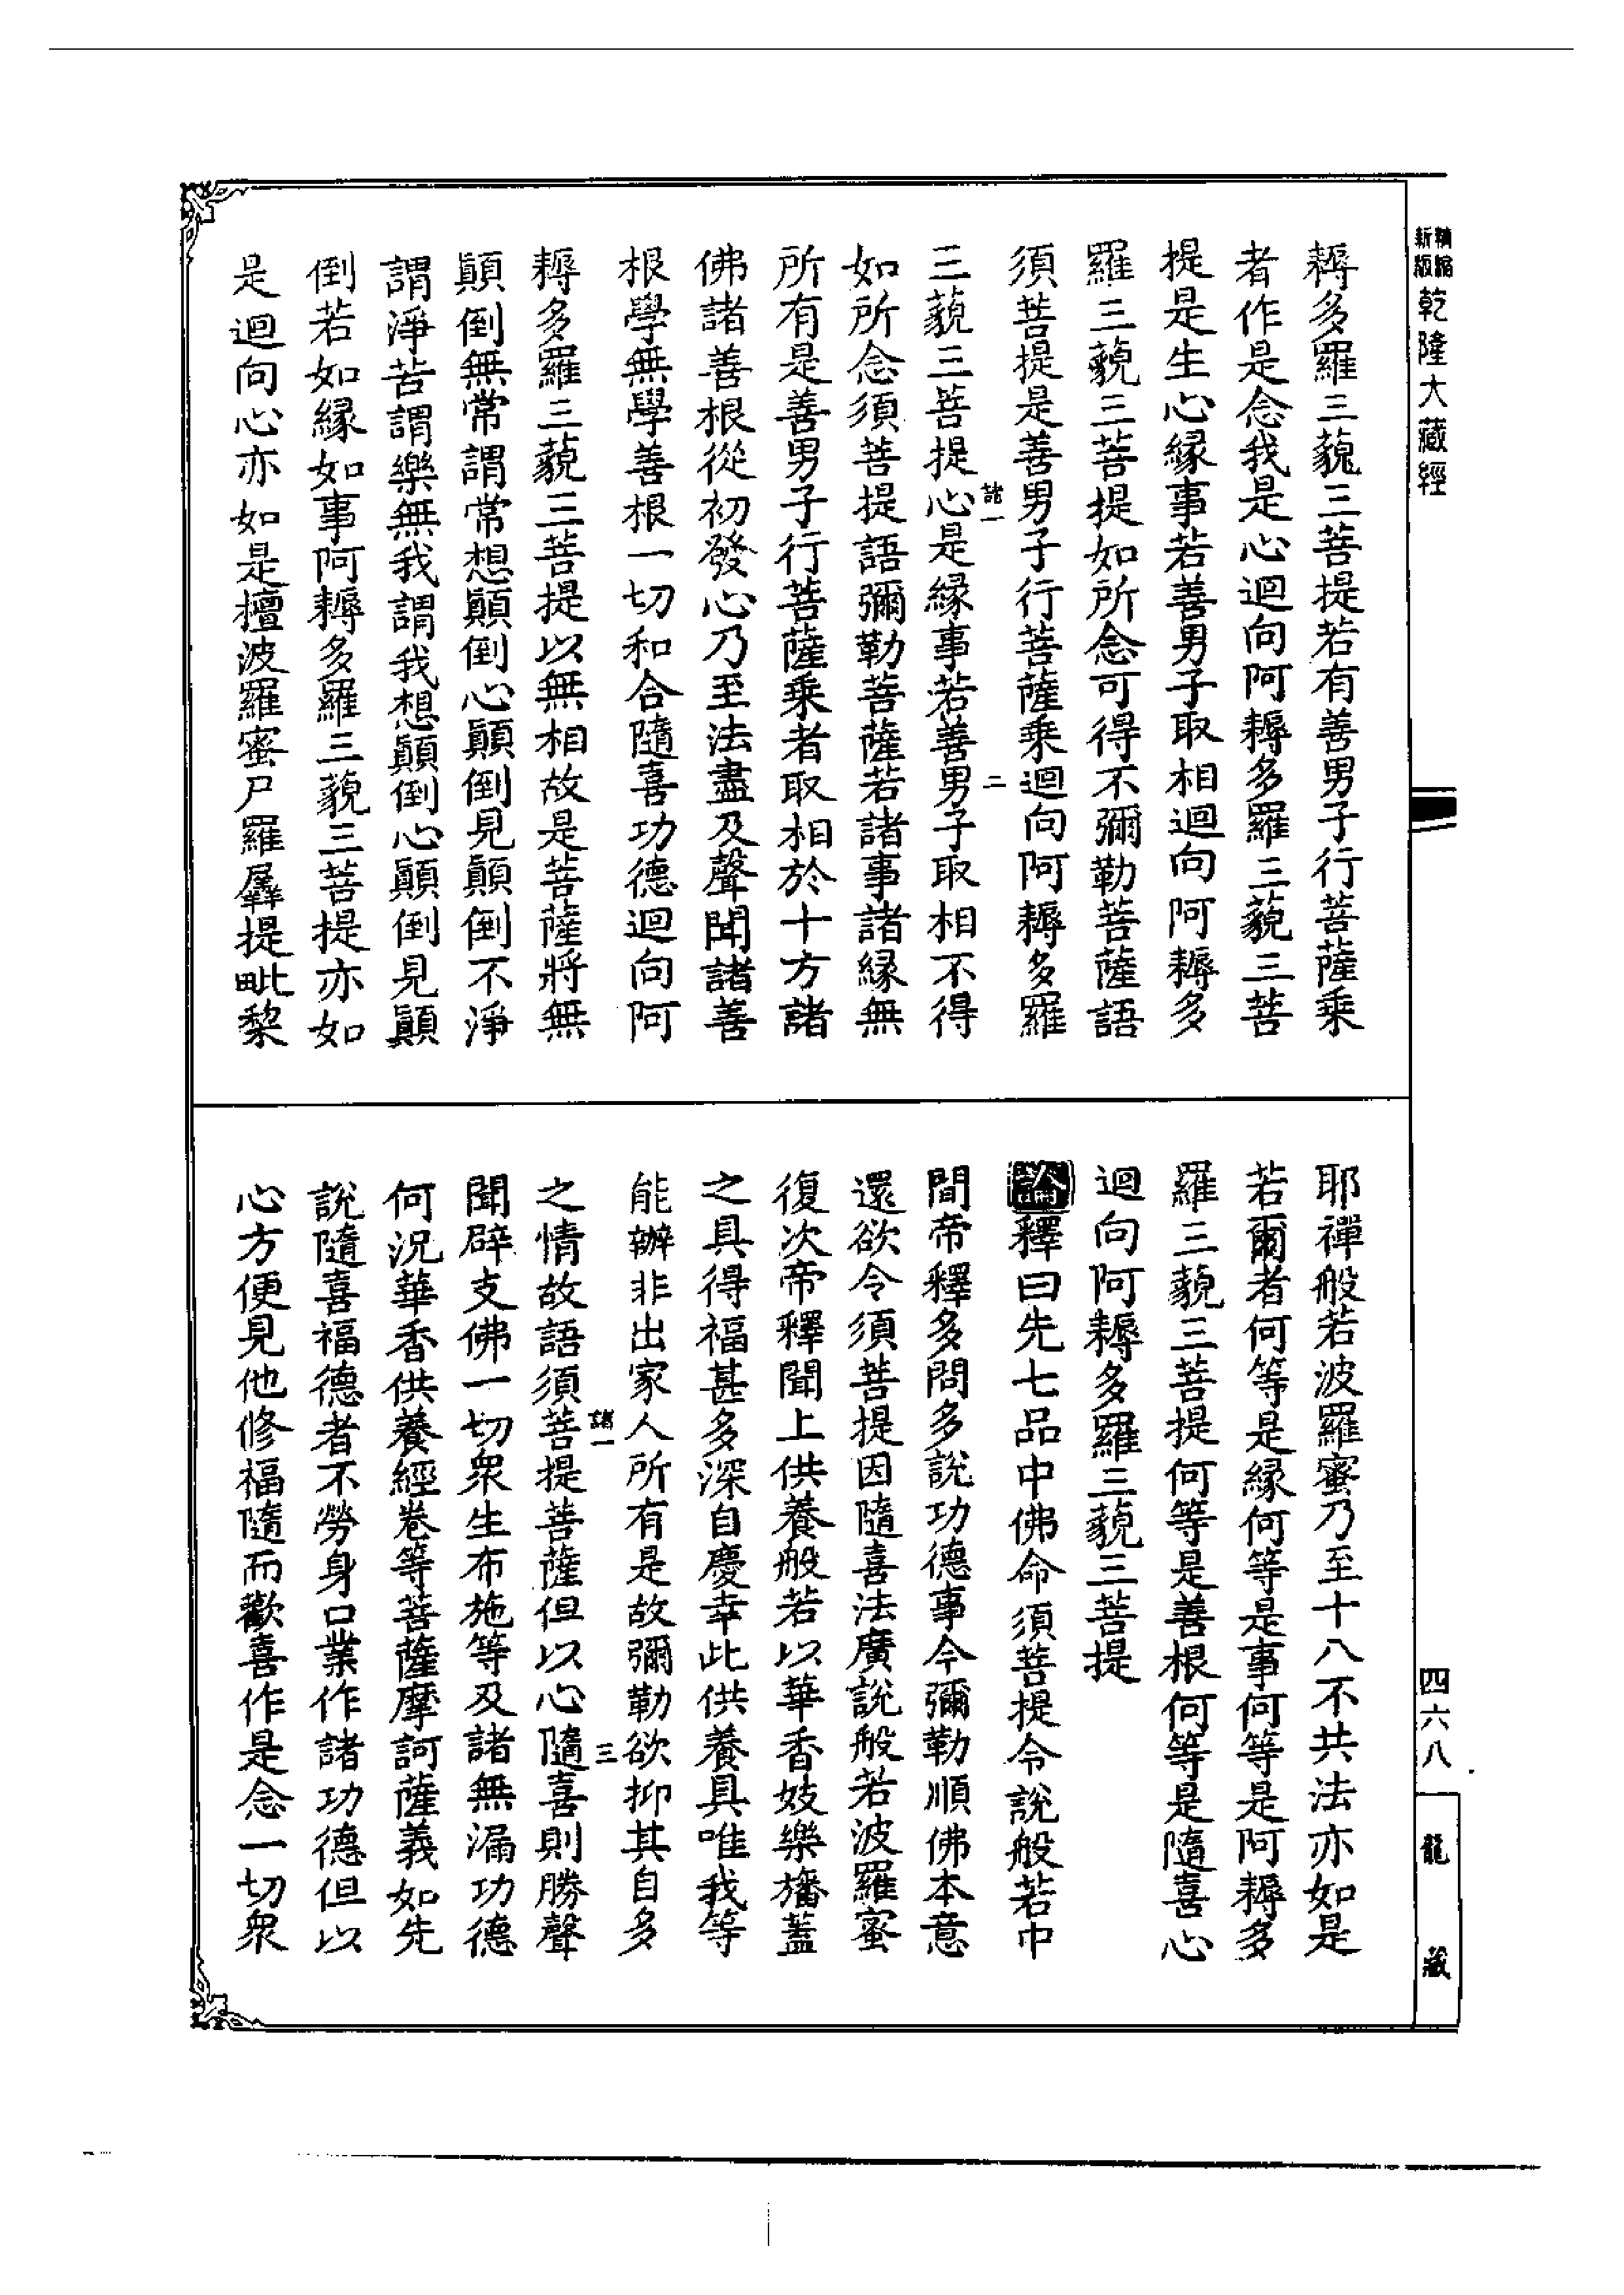 精縮新版乾隆大藏經
四六八
龍藏
耨多羅三藐三菩提若有善男子行菩薩乘
者作是念我是心迴向阿耨多羅三藐三菩
提是生心緣事若善男子取相迴向阿耨多
羅三藐三菩提如所念可得不彌勒菩薩語
須菩提是善男子行菩薩乘迴向阿耨多羅
諸一
二
三藐三菩提心是緣事若善男子取相不得
如所念須菩提語彌勒菩薩若諸事諸緣無
所有是善男子行菩薩乘者取相於十方諸
佛諸善根從初發心乃至法盡及聲聞諸善
根學無學善根一切和合隨喜功德迴向阿
耨多羅三藐三菩提以無相故是菩薩將無
顛倒無常謂常想顛倒心顛倒見顛倒不淨
謂淨苦謂樂無我謂我想顛倒心顛倒見顛
倒若如緣如事阿耨多羅三藐三菩提亦如
是迴向心亦如是檀波羅蜜尸羅羼提毗黎
耶禪般若波羅蜜乃至十八不共法亦如是
若爾者何等是緣何等是事何等是阿耨多
羅三藐三菩提何等是善根何等是隨喜心
迴向阿耨多羅三藐三菩提
論釋曰先七品中佛命須菩提令說般若中
間帝釋多問多說功德事今彌勒順佛本意
還欲令須菩提因隨喜法廣說般若波羅蜜
復次帝釋聞上供養般若以華香妓樂旛蓋
之具得福甚多深自慶幸此供養具唯我等
能辦非出家人所有是故彌勒欲抑其自多
諸一
三
之情故語須菩提菩薩但以心隨喜則勝聲
聞辟支佛一切眾生布施等及諸無漏功德
何況華香供養經卷等菩薩摩訶薩義如先
說隨喜福德者不勞身口業作諸功德但以
心方便見他修福隨而歡喜作是念一切眾